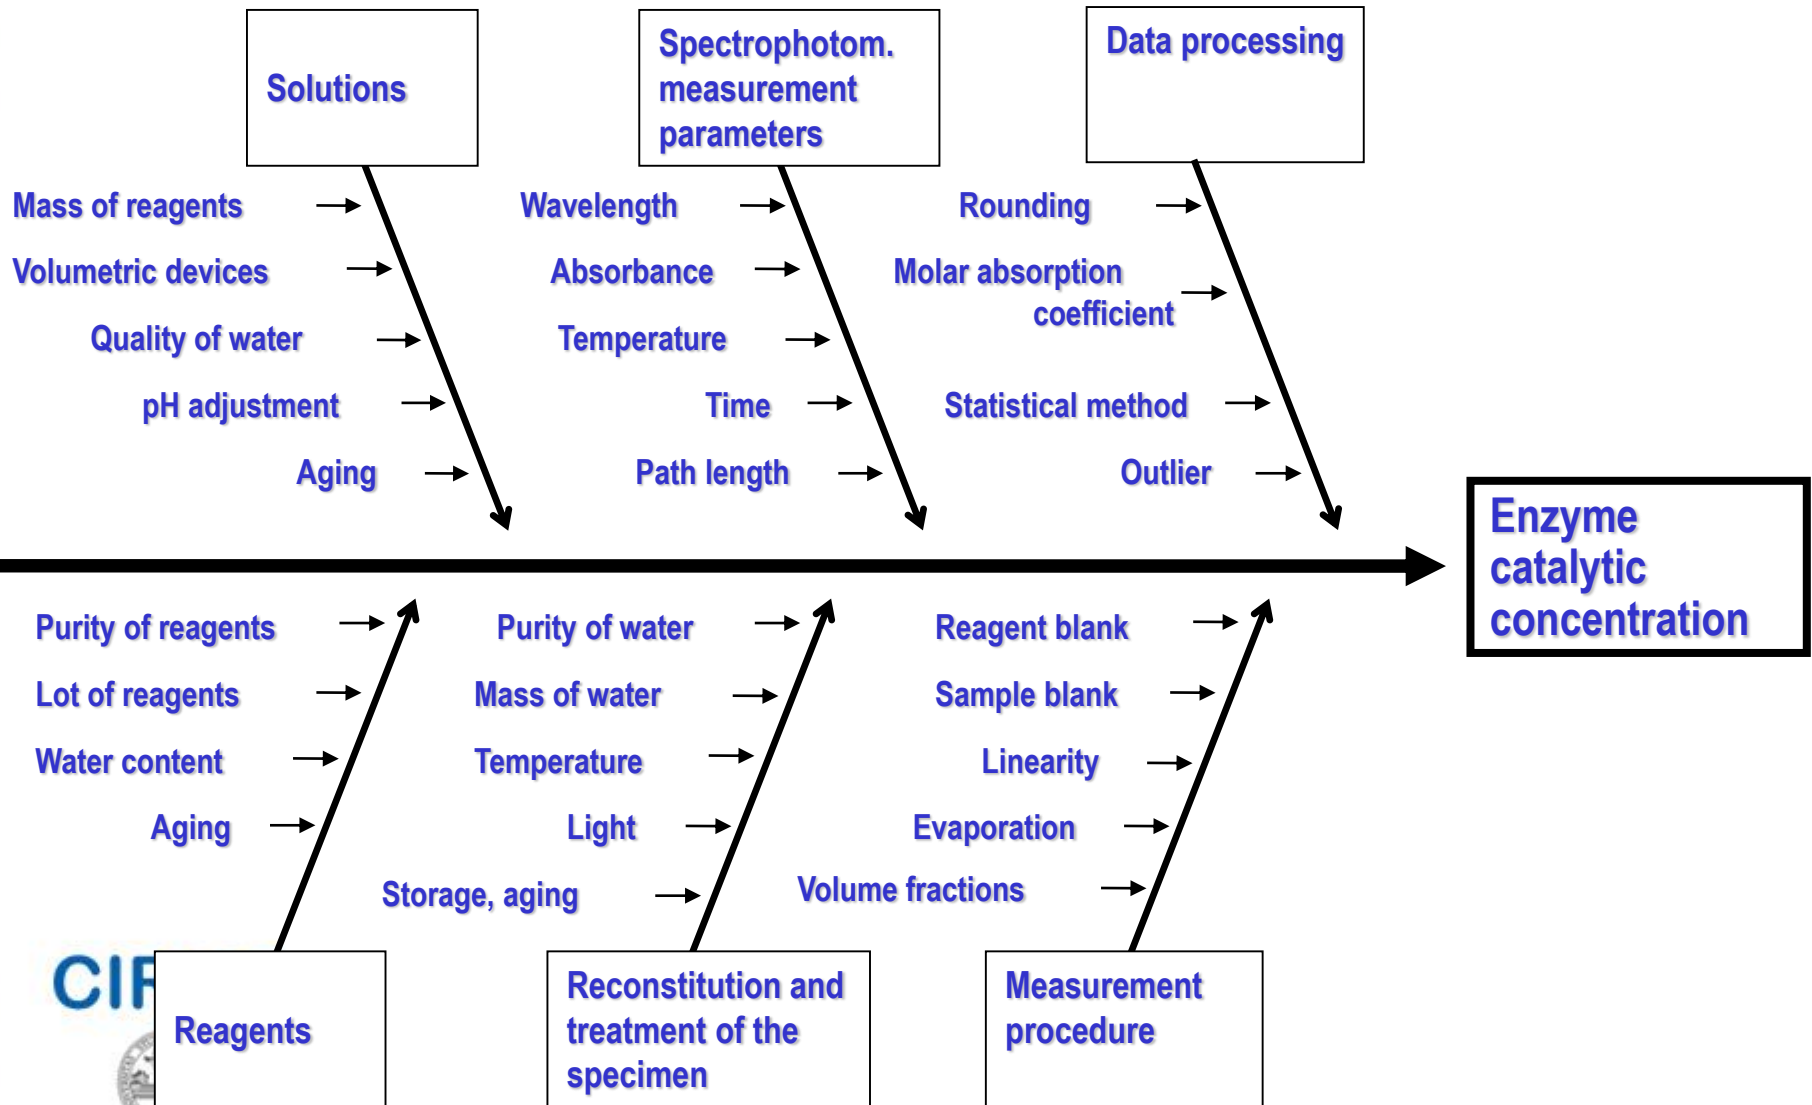 Solutions
Spectrophotom.
measurement
parameters
Data processing
Mass of reagents
Volumetric devices
Quality of water
pH adjustment
Aging
Wavelength
Absorbance
Temperature
Time
Path length
Rounding
Molar absorption
coefficient
Statistical method
Outlier
Enzyme
catalytic
concentration
Purity of reagents
Lot of reagents
Water content
Aging
Purity of water
Mass of water
Temperature
Light
Storage, aging
Reagent blank
Sample blank
Linearity
Evaporation
Volume fractions
Reagents
Reconstitution and
treatment of the
specimen
Measurement
procedure